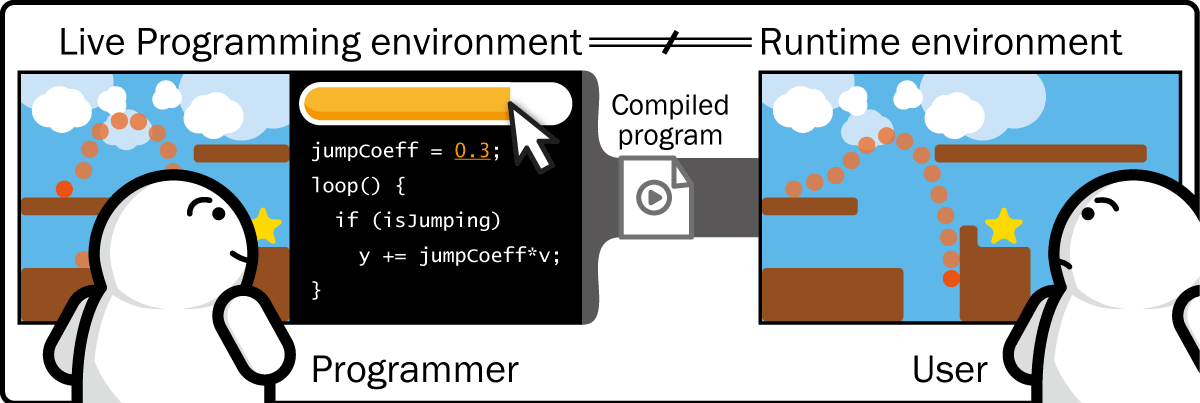 Live Programming environment
Runtime environment
Compiled
program
jumpCoeff = 0.3;
loop() {
if (isJumping)
y += jumpCoeff*v;
}
Programmer
User